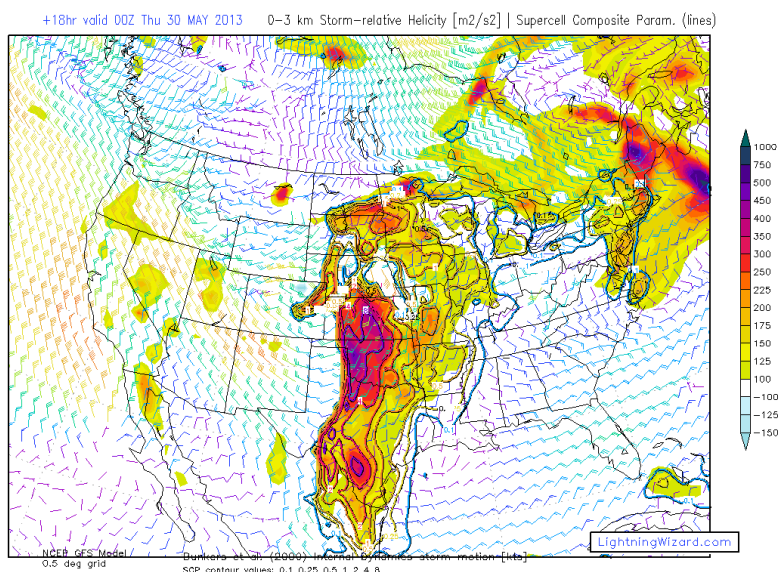 +18hr valid 00Z Thu 30 MAY 2013 0-3 km Storm-relative Helicity [m2/s2] | Supercell Composite Param. (lines)
1000
750
500
450
400
350
300
250
225
200
175
150
125
100
-100
-125
-150
LightningWizard.com
NCEP GFS Model
0.5 deg grid
Bunkers et al. (2000) Internal Dynamics storm motion [kts]
SCP contour values: 0.1 0.25 0.5 1 2 4 8